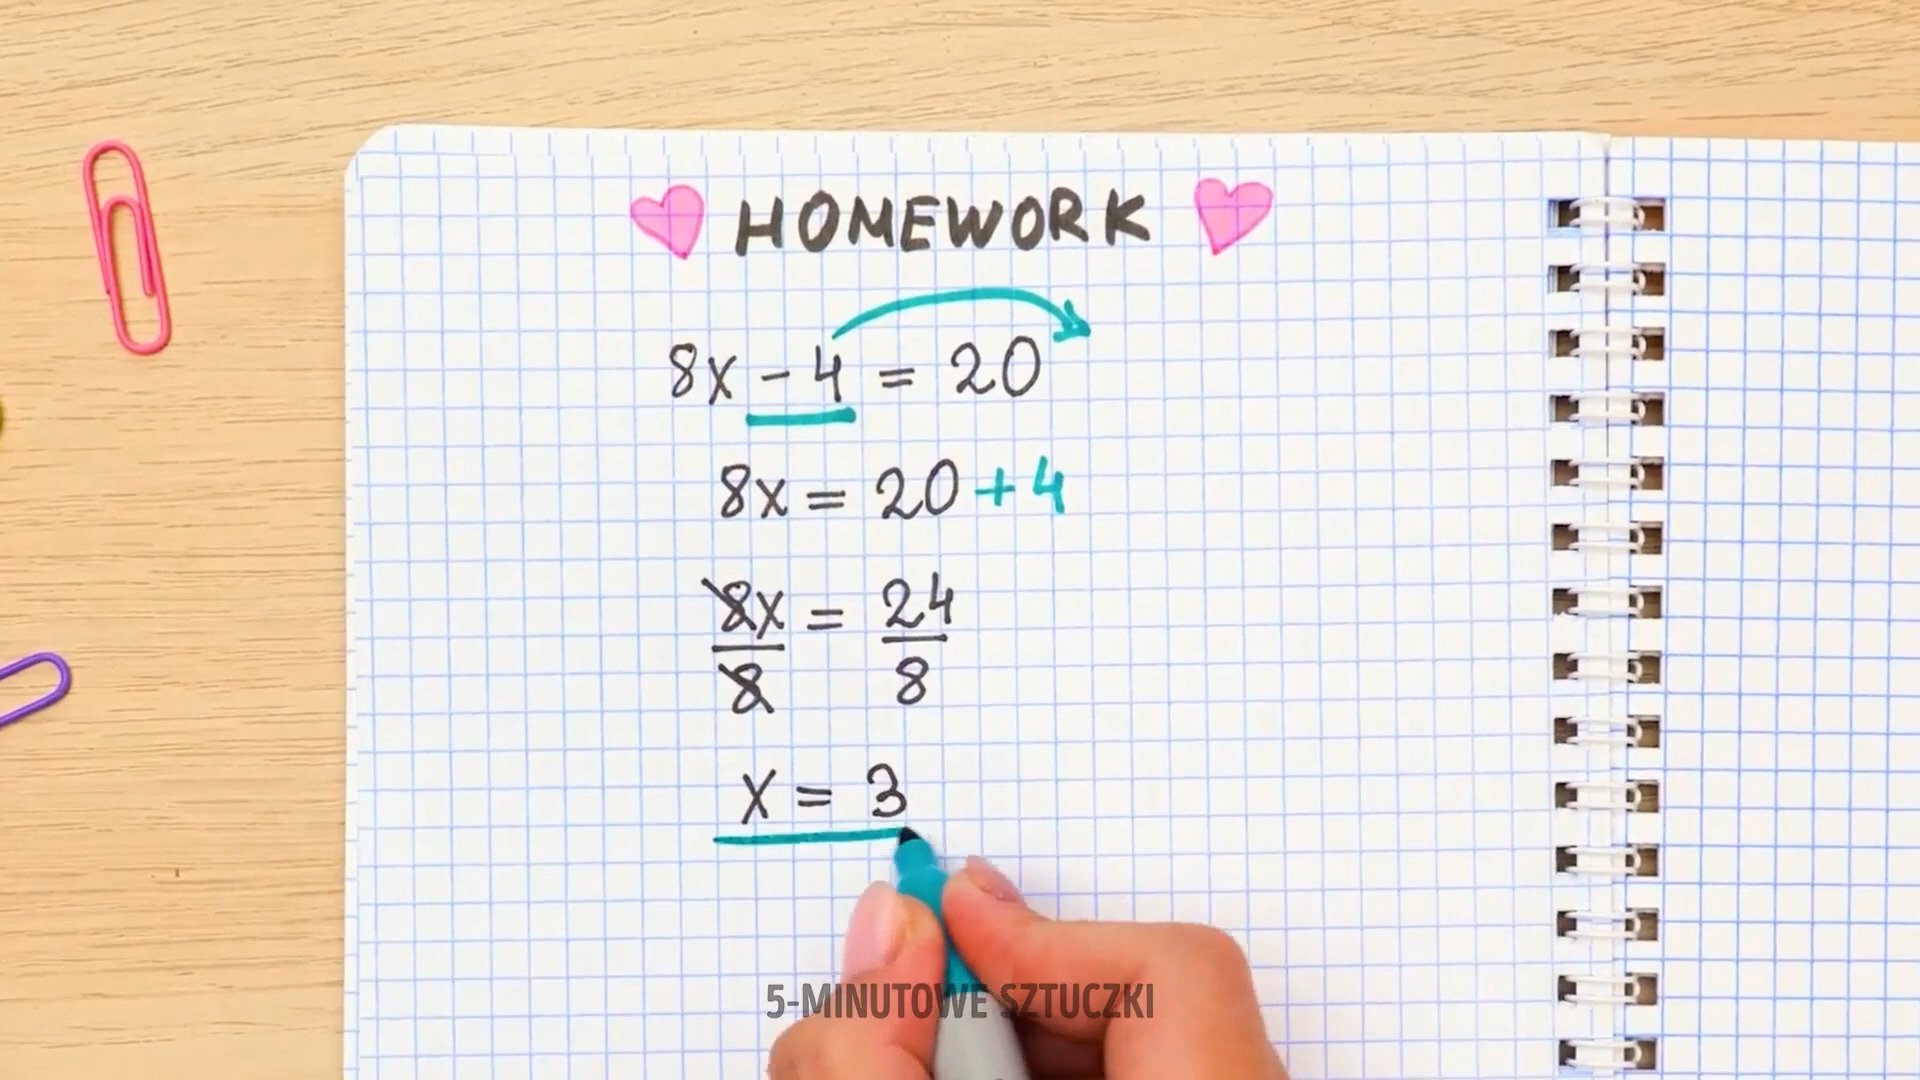 HOMEWORK
8x - 4 = 20
8x = 20 + 4
8x/8 = 24/8
x = 3
5-MINUTOWE SZTUCZKI